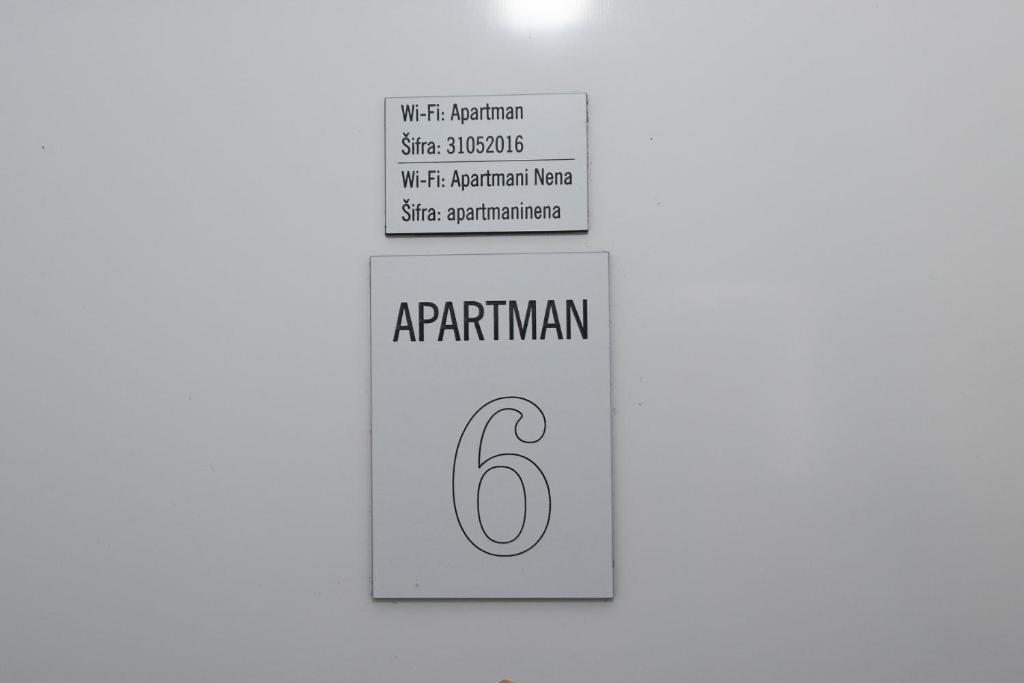 Wi-Fi: Apartman
Šifra: 31052016
Wi-Fi: Apartmani Nena
Šifra: apartmaninena
APARTMAN
6